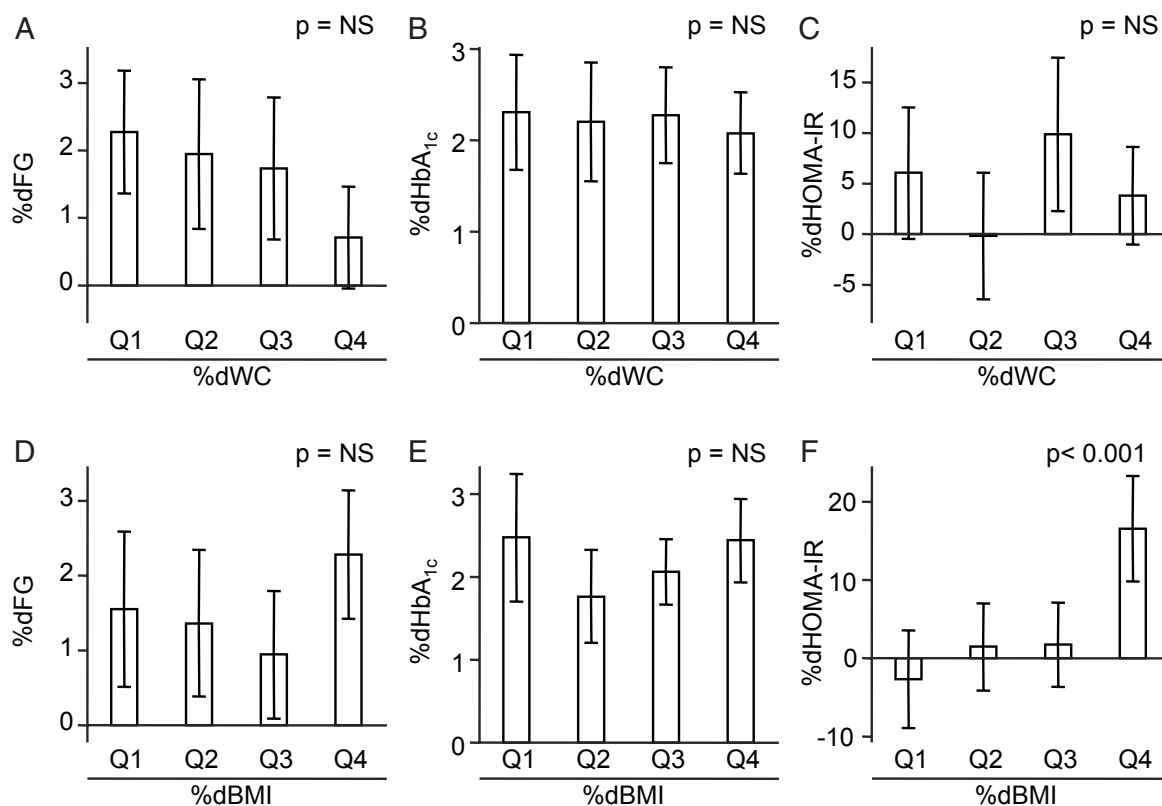 A
p = NS
%dFG
3
2
1
0
Q1 Q2 Q3 Q4
%dWC
B
p = NS
%dHbA1c
3
2
1
0
Q1 Q2 Q3 Q4
%dWC
C
p = NS
%dHOMA-IR
15
10
5
0
-5
Q1 Q2 Q3 Q4
%dWC
D
p = NS
%dFG
3
2
1
0
Q1 Q2 Q3 Q4
%dBMI
E
p = NS
%dHbA1c
3
2
1
0
Q1 Q2 Q3 Q4
%dBMI
F
p< 0.001
%dHOMA-IR
20
10
0
-10
Q1 Q2 Q3 Q4
%dBMI